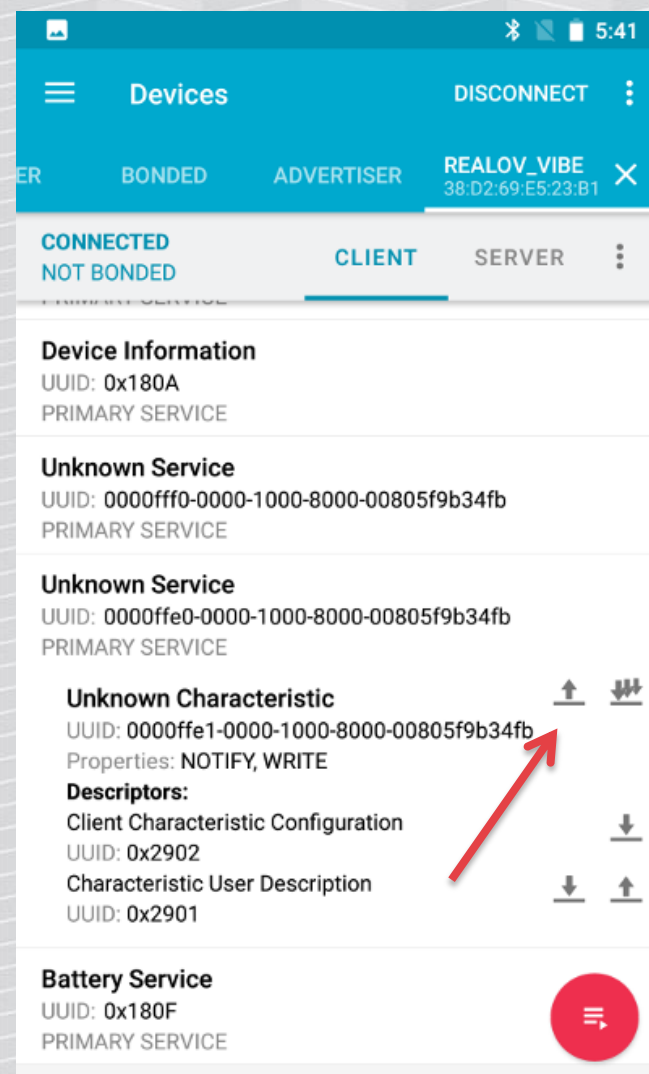 5:41
Devices DISCONNECT
ER BONDED ADVERTISER REALOV_VIBE
38:D2:69:E5:23:B1
CONNECTED
NOT BONDED
CLIENT SERVER
PRIMARY SERVICE
Device Information
UUID: 0x180A
PRIMARY SERVICE
Unknown Service
UUID: 0000fff0-0000-1000-8000-00805f9b34fb
PRIMARY SERVICE
Unknown Service
UUID: 0000ffe0-0000-1000-8000-00805f9b34fb
PRIMARY SERVICE
Unknown Characteristic
UUID: 0000ffe1-0000-1000-8000-00805f9b34fb
Properties: NOTIFY, WRITE
Descriptors:
Client Characteristic Configuration
UUID: 0x2902
Characteristic User Description
UUID: 0x2901
Battery Service
UUID: 0x180F
PRIMARY SERVICE